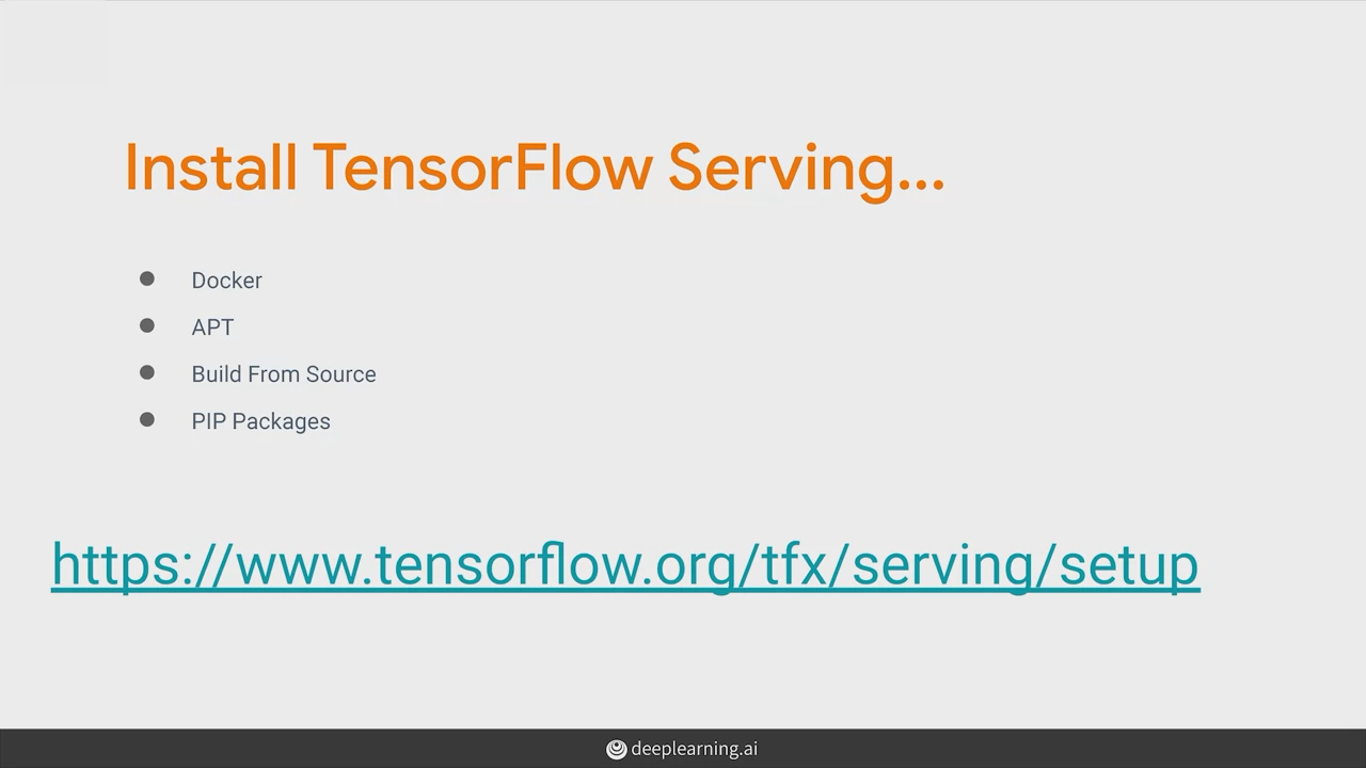 Install TensorFlow Serving...
Docker
APT
Build From Source
PIP Packages
https://www.tensorflow.org/tfx/serving/setup
deeplearning.ai